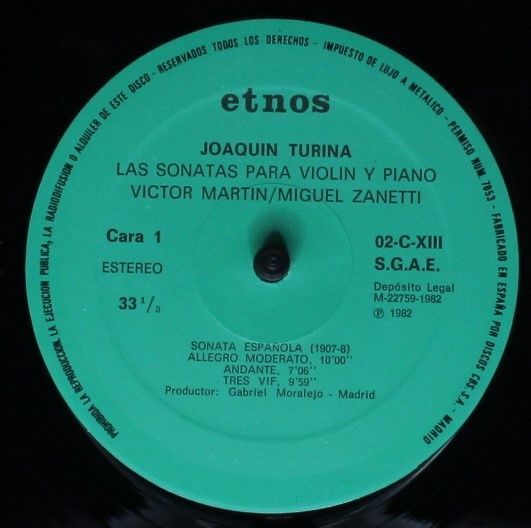 PROHIBIDA LA REPRODUCCION, LA EJECUCION PUBLICA, LA RADIODIFUSION O ALQUILER DE ESTE DISCO - RESERVADOS TODOS LOS DERECHOS - IMPUESTO DE LUJO A METALICO - PERMISO NUM. 7053 - FABRICADO EN ESPAÑA POR DISCOS CBS. S.A. - MADRID
etnos
JOAQUIN TURINA
LAS SONATAS PARA VIOLIN Y PIANO
VICTOR MARTIN/MIGUEL ZANETTI
Cara 1
02-C-XIII
ESTEREO
S.G.A.E.
Depósito Legal
M-22759-1982
33 1/3
℗ 1982
SONATA ESPAÑOLA (1907-8)
ALLEGRO MODERATO, 10'00"
ANDANTE, 7'06"
TRES VIF, 9'59"
Productor: Gabriel Moralejo - Madrid